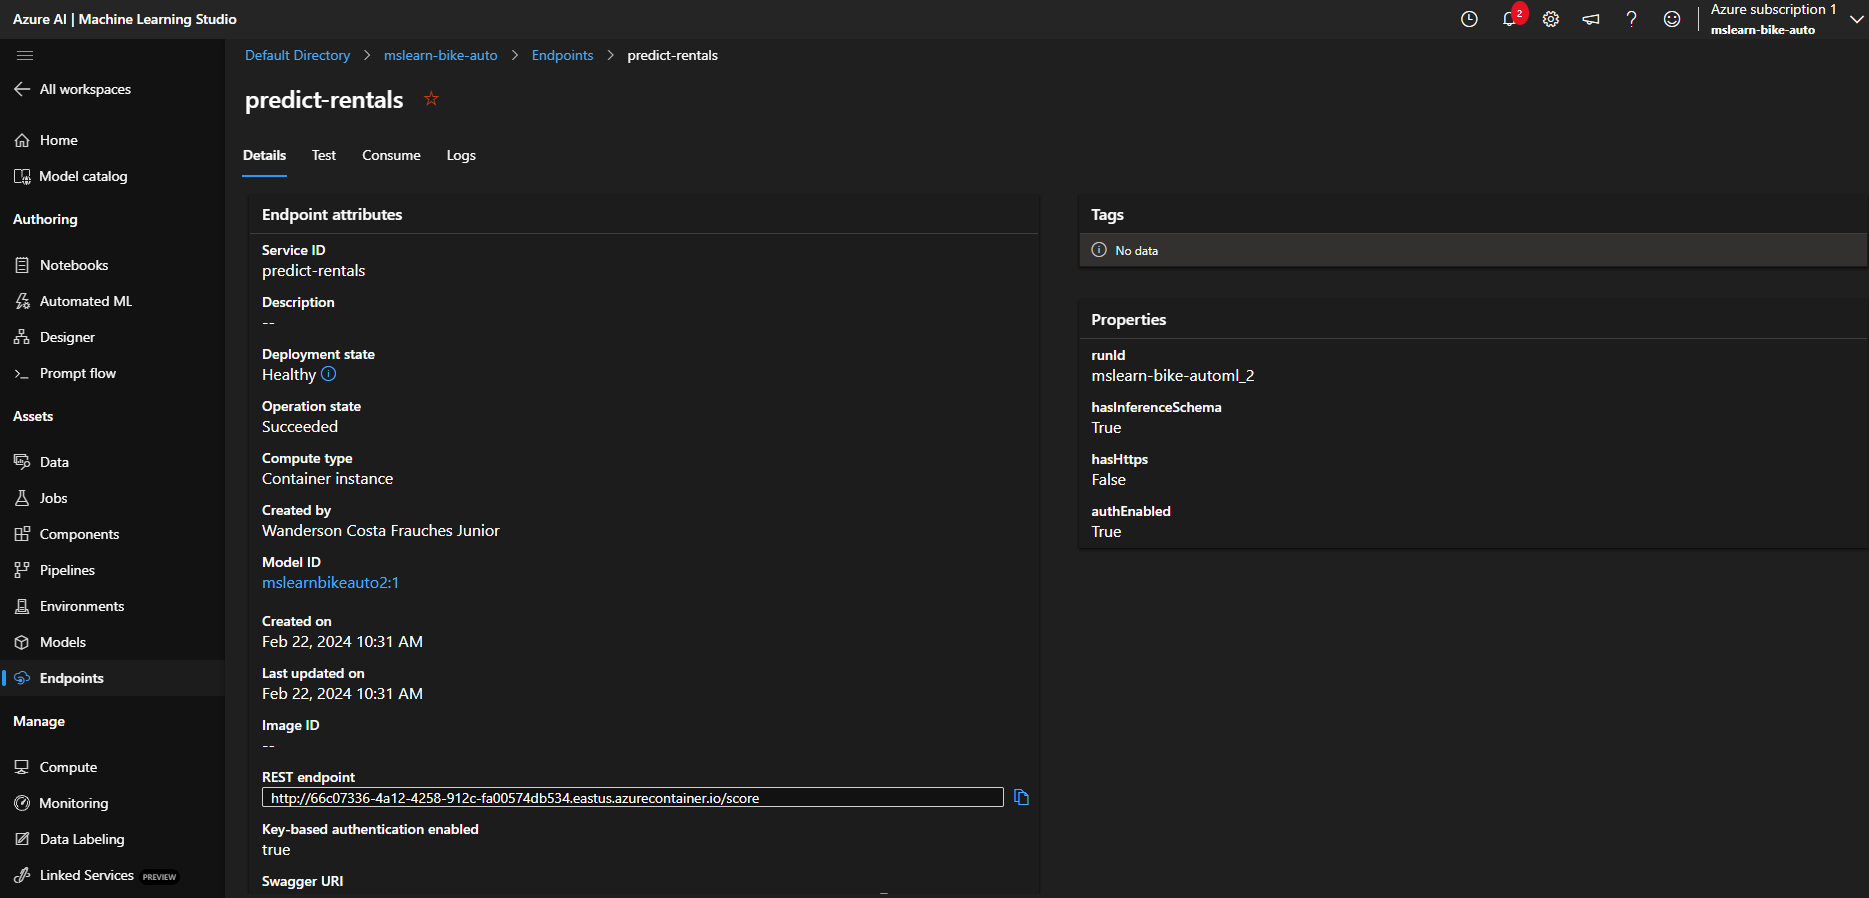 Azure AI | Machine Learning Studio
2
Azure subscription 1
mslearn-bike-auto
All workspaces
Home
Model catalog
Authoring
Notebooks
Automated ML
Designer
Prompt flow
Assets
Data
Jobs
Components
Pipelines
Environments
Models
Endpoints
Manage
Compute
Monitoring
Data Labeling
Linked Services PREVIEW
Default Directory > mslearn-bike-auto > Endpoints > predict-rentals
predict-rentals
Details Test Consume Logs
Endpoint attributes
Service ID
predict-rentals
Description
--
Deployment state
Healthy
Operation state
Succeeded
Compute type
Container instance
Created by
Wanderson Costa Frauches Junior
Model ID
mslearnbikeauto2:1
Created on
Feb 22, 2024 10:31 AM
Last updated on
Feb 22, 2024 10:31 AM
Image ID
--
REST endpoint
http://66c07336-4a12-4258-912c-fa00574db534.eastus.azurecontainer.io/score
Key-based authentication enabled
true
Swagger URI
Tags
No data
Properties
runId
mslearn-bike-automl_2
hasInferenceSchema
True
hasHttps
False
authEnabled
True